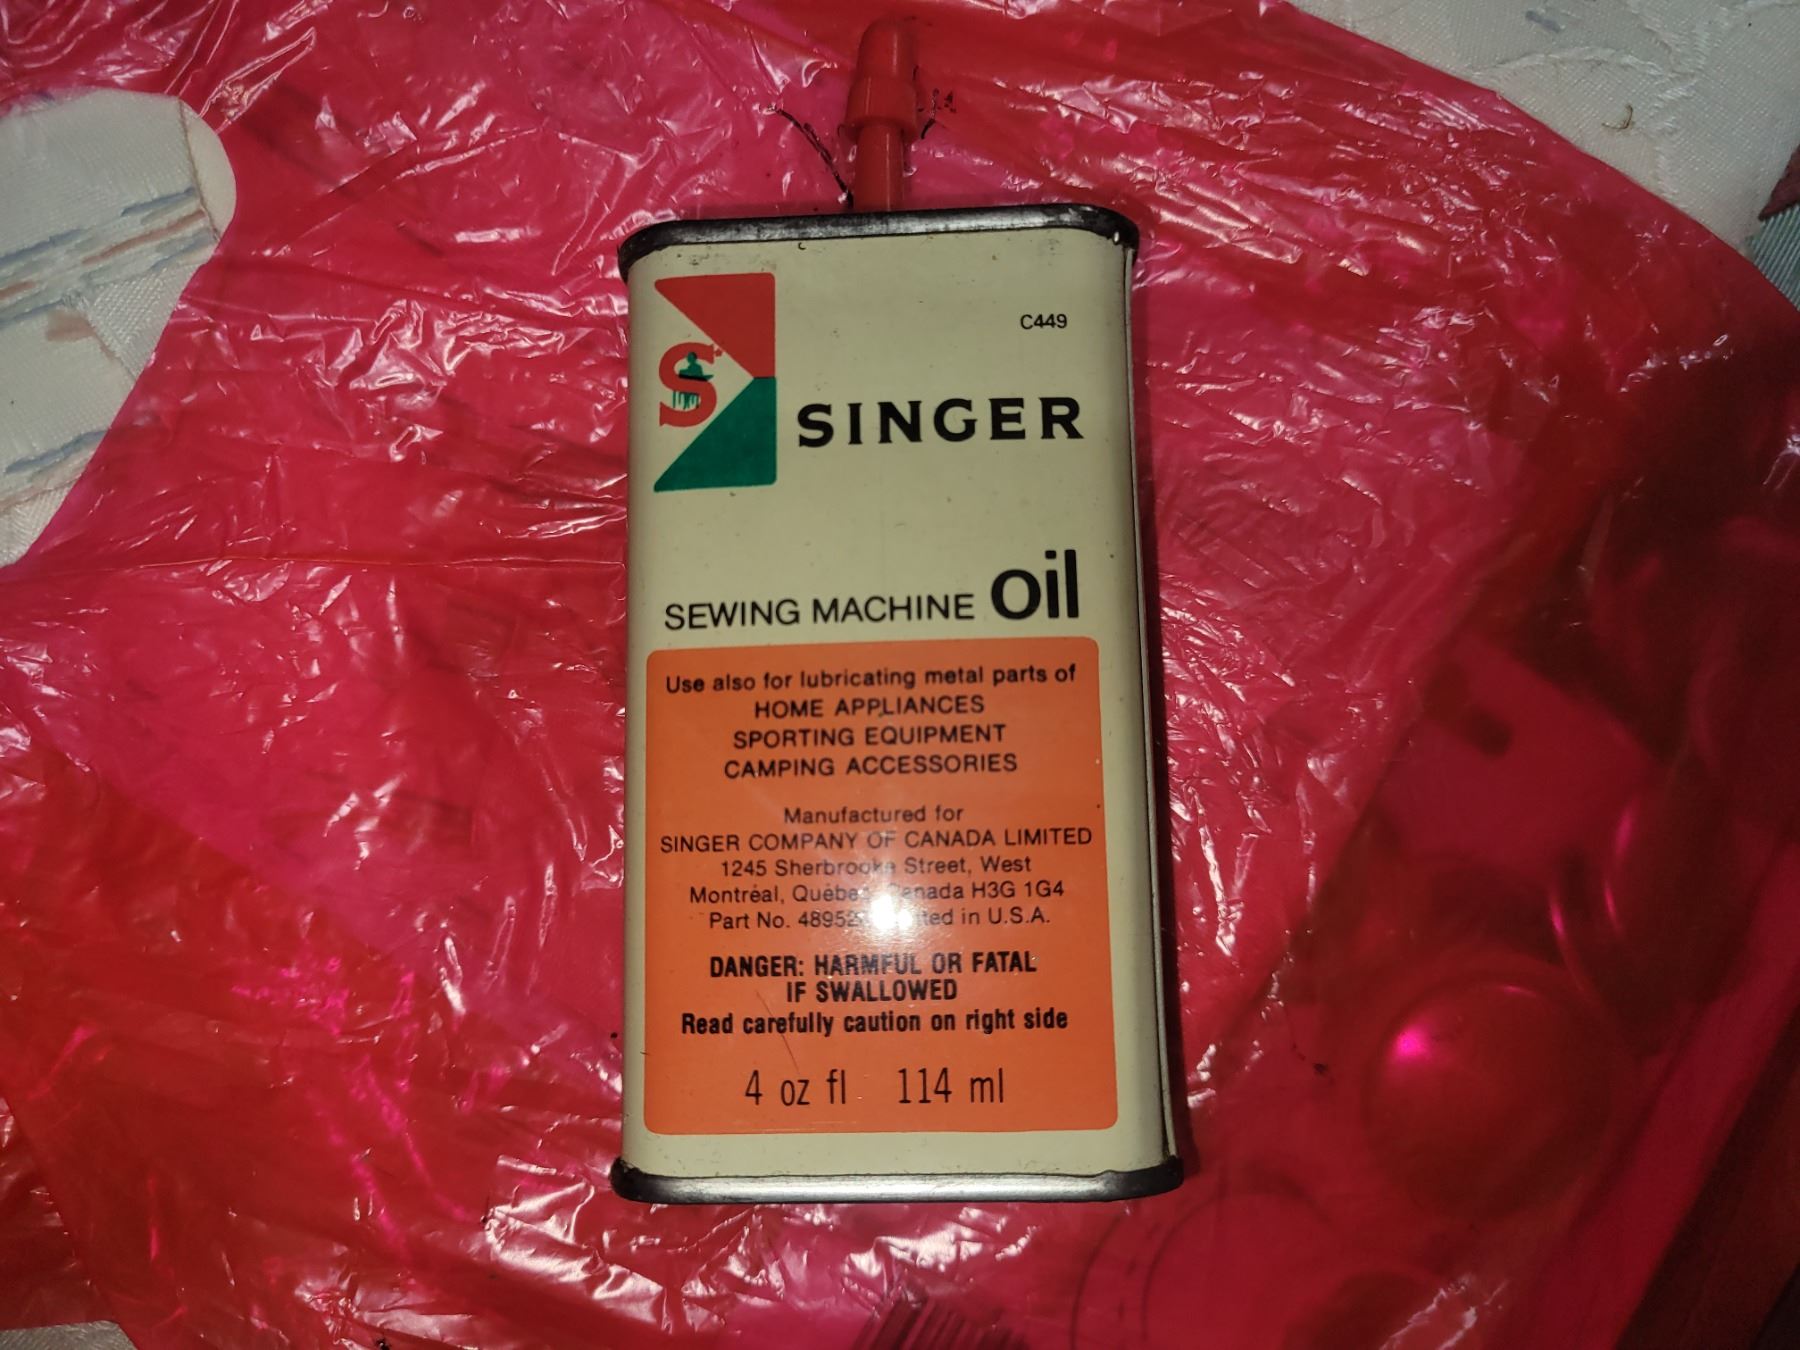 C449
S
SINGER
SEWING MACHINE Oil
Use also for lubricating metal parts of
HOME APPLIANCES
SPORTING EQUIPMENT
CAMPING ACCESSORIES
Manufactured for
SINGER COMPANY OF CANADA LIMITED
1245 Sherbrooke Street, West
Montréal, Québec, Canada H3G 1G4
Part No. in U.S.A.
DANGER: HARMFUL OR FATAL
IF SWALLOWED
Read carefully caution on right side
4 oz fl 114 ml